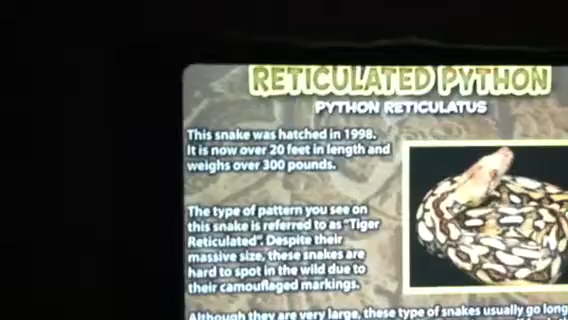 RETICULATED PYTHON
PYTHON RETICULATUS
This snake was hatched in 1998.
It is now over 20 feet in length and
weighs over 300 pounds.
The type of pattern you see on
this snake is referred to as "Tiger
Reticulated". Despite their
massive size, these snakes are
hard to spot in the wild due to
their camouflaged markings.
Although they are very large, these type of snakes usually go long